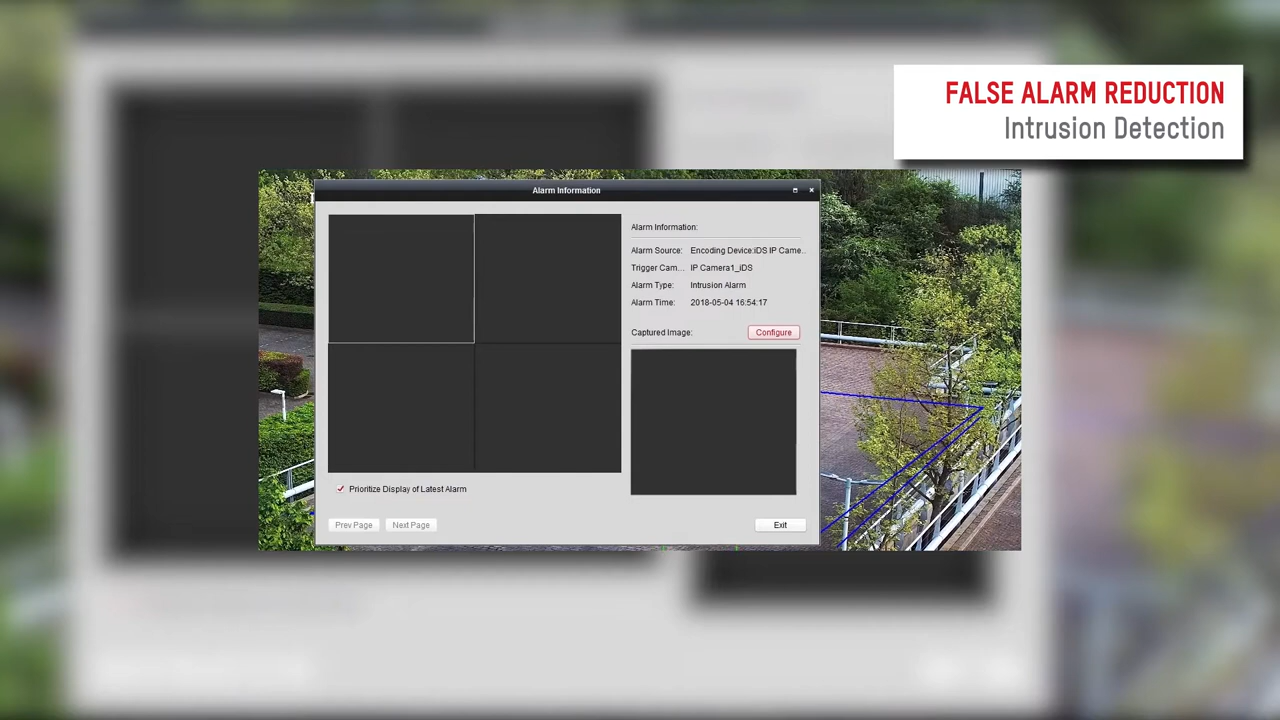 FALSE ALARM REDUCTION
Intrusion Detection
Alarm Information
Alarm Information:
Alarm Source: Encoding Device:iDS IP Came..
Trigger Cam... IP Camera1_iDS
Alarm Type: Intrusion Alarm
Alarm Time: 2018-05-04 16:54:17
Captured Image: Configure
Prioritize Display of Latest Alarm
Prev Page Next Page Exit